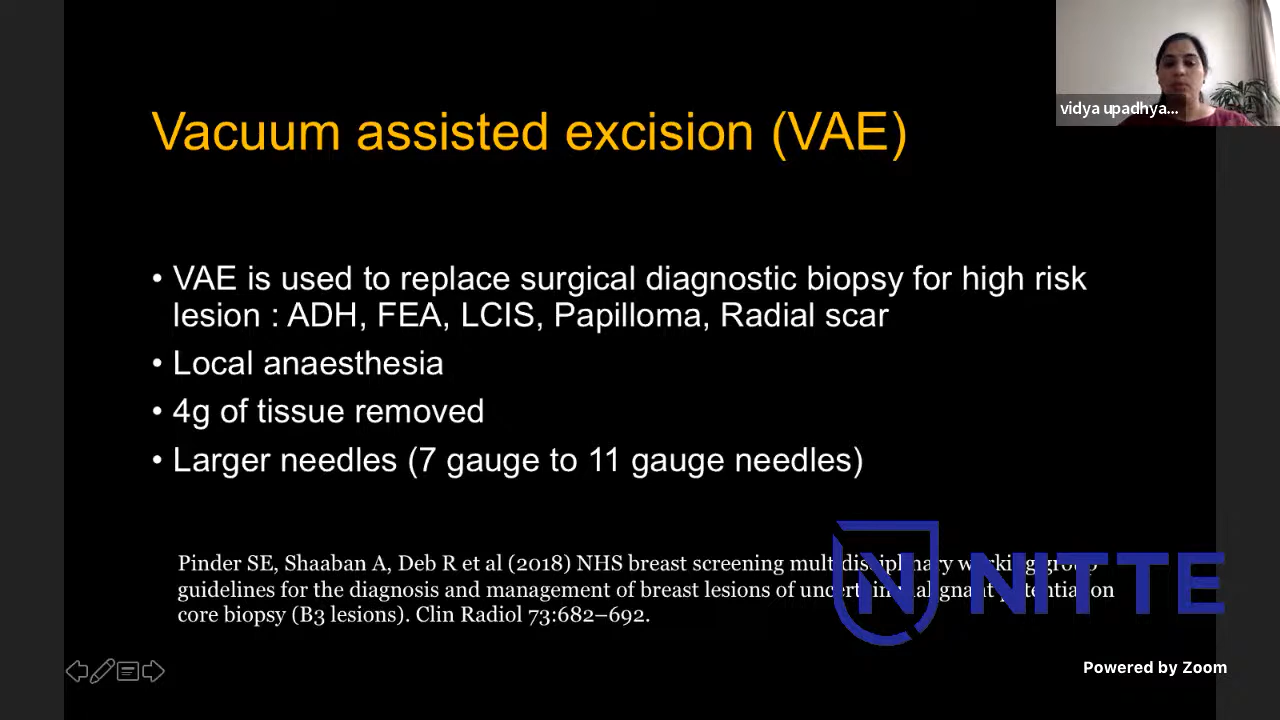 vidya upadhya...
Vacuum assisted excision (VAE)
• VAE is used to replace surgical diagnostic biopsy for high risk
lesion : ADH, FEA, LCIS, Papilloma, Radial scar
• Local anaesthesia
• 4g of tissue removed
• Larger needles (7 gauge to 11 gauge needles)
Pinder SE, Shaaban A, Deb R et al (2018) NHS breast screening multidisciplinary working group
guidelines for the diagnosis and management of breast lesions of uncertain malignant potential on
core biopsy (B3 lesions). Clin Radiol 73:682–692.
N NITTE
Powered by Zoom